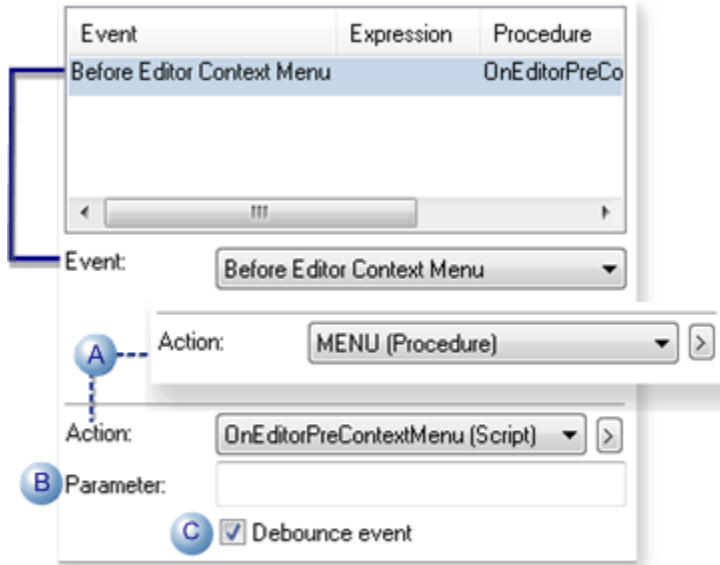 Event Expression Procedure
Before Editor Context Menu OnEditorPreCo
Event: Before Editor Context Menu
A Action: MENU (Procedure) >
Action: OnEditorPreContextMenu (Script) >
B Parameter:
C Debounce event